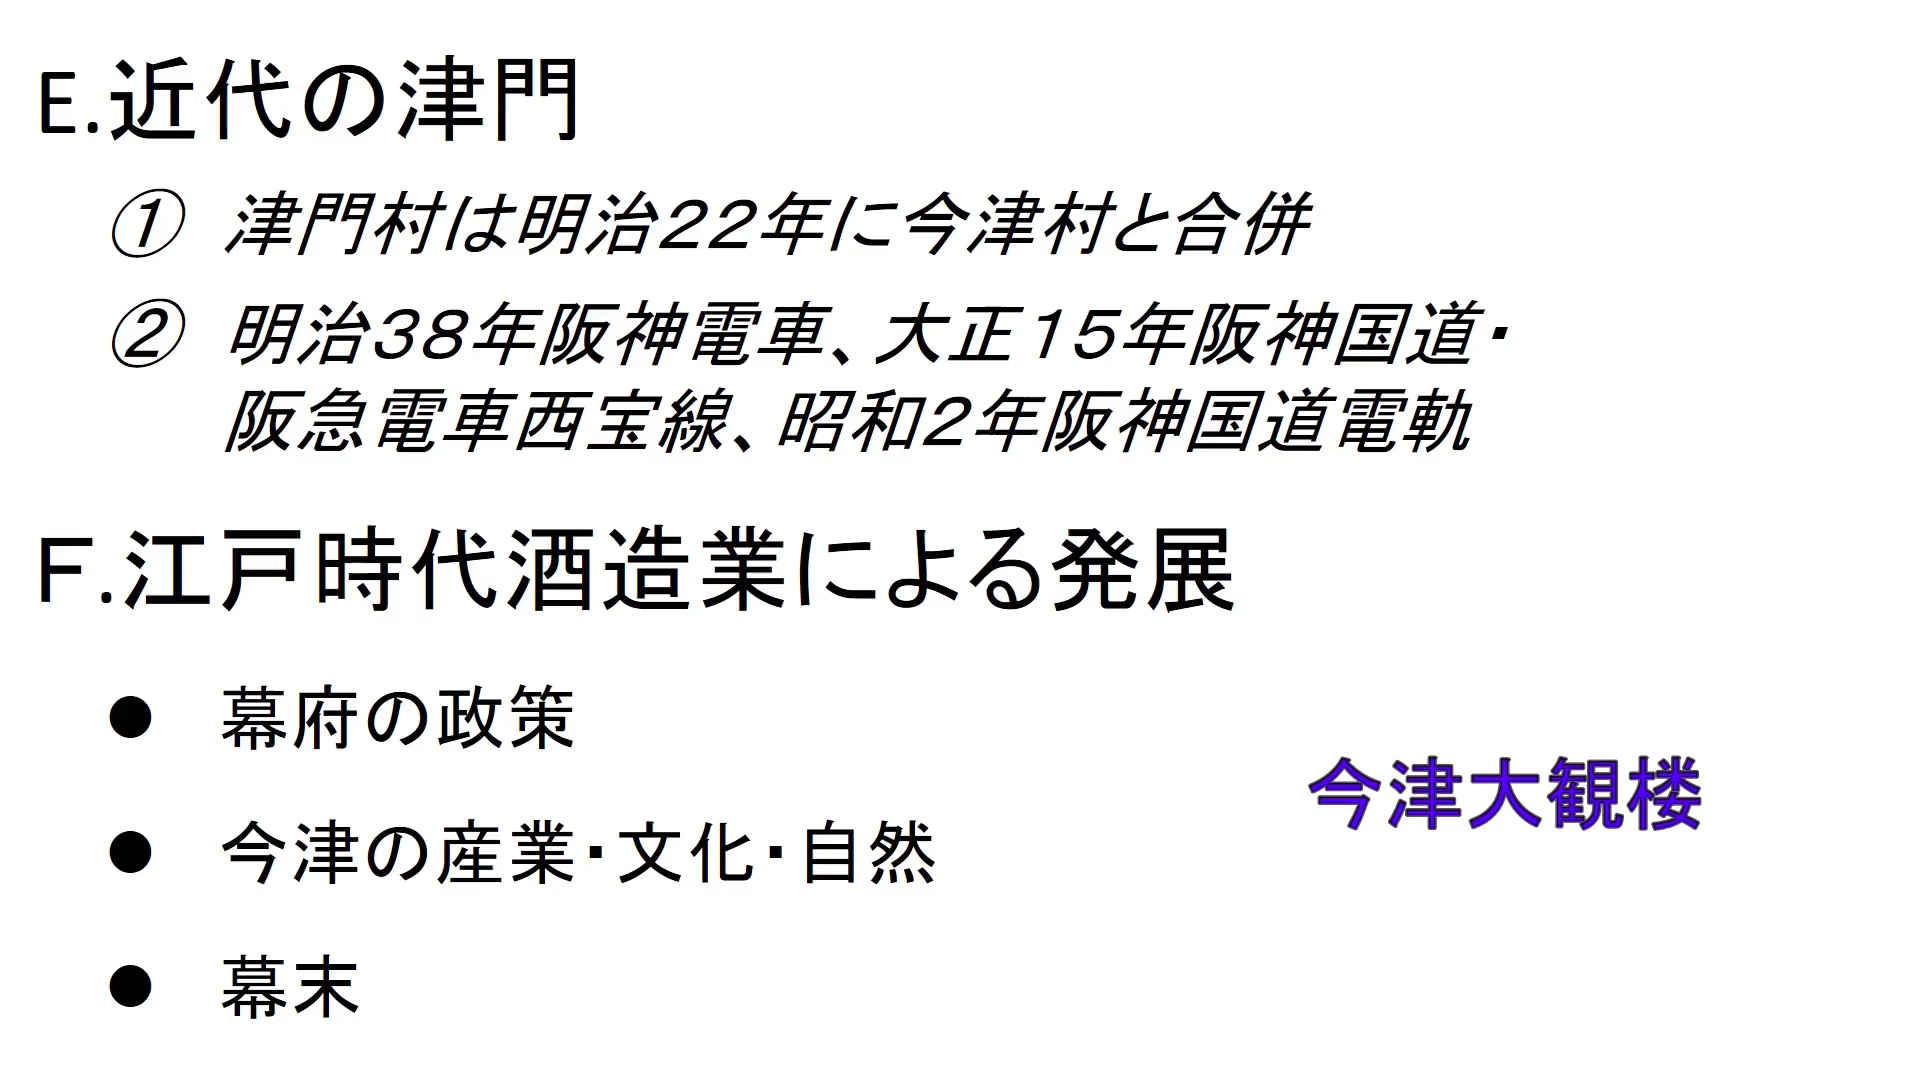 E.近代の津門
① 津門村は明治22年に今津村と合併
② 明治38年阪神電車、大正15年阪神国道・
阪急電車西宝線、昭和2年阪神国道電軌
F.江戸時代酒造業による発展
● 幕府の政策
● 今津の産業・文化・自然
今津大観楼
● 幕末